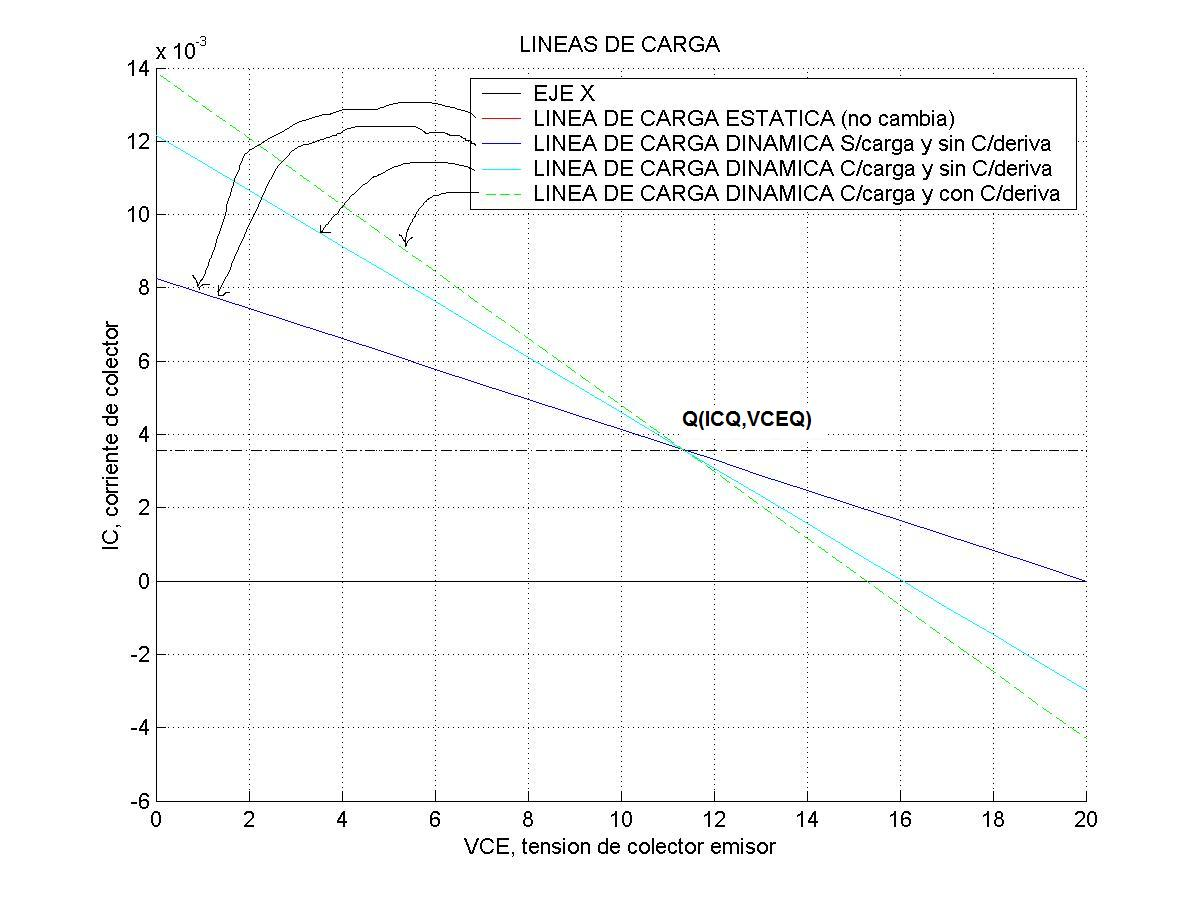 LINEAS DE CARGA
x 10-3
EJE X
LINEA DE CARGA ESTATICA (no cambia)
LINEA DE CARGA DINAMICA S/carga y sin C/deriva
LINEA DE CARGA DINAMICA C/carga y sin C/deriva
LINEA DE CARGA DINAMICA C/carga y con C/deriva
14
12
10
8
6
4
2
0
-2
-4
-6
IC, corriente de colector
Q(ICQ,VCEQ)
0 2 4 6 8 10 12 14 16 18 20
VCE, tension de colector emisor